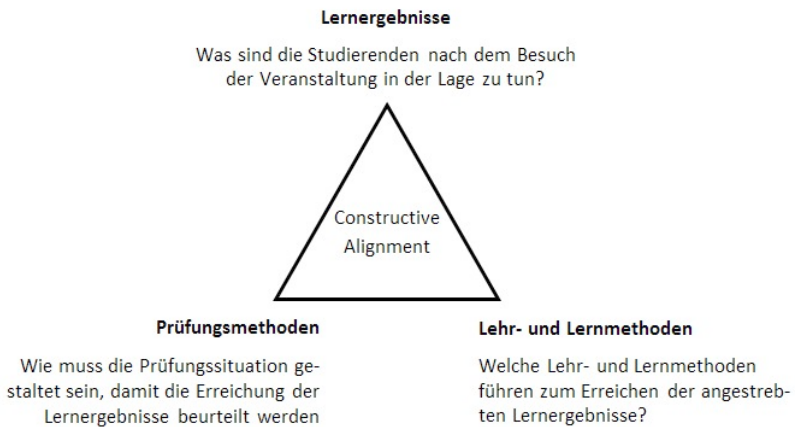 Lernergebnisse
Was sind die Studierenden nach dem Besuch
der Veranstaltung in der Lage zu tun?
Constructive
Alignment
Prüfungsmethoden
Wie muss die Prüfungssituation ge-
staltet sein, damit die Erreichung der
Lernergebnisse beurteilt werden
Lehr- und Lernmethoden
Welche Lehr- und Lernmethoden
führen zum Erreichen der angestreb-
ten Lernergebnisse?